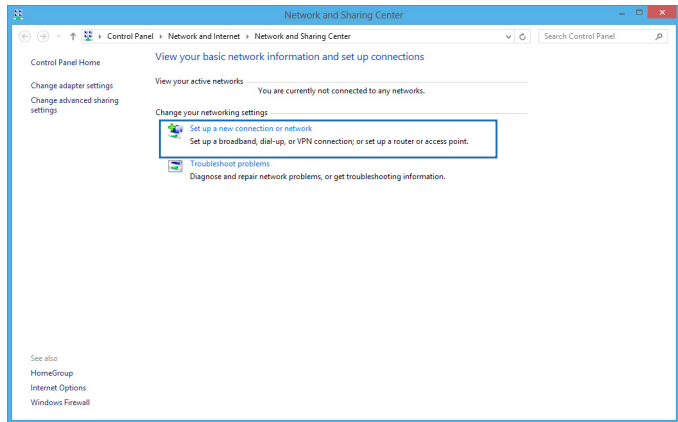 Network and Sharing Center
Control Panel Network and Internet Network and Sharing Center
Search Control Panel
Control Panel Home
Change adapter settings
Change advanced sharing
settings
View your basic network information and set up connections
View your active networks
You are currently not connected to any networks.
Change your networking settings
Set up a new connection or network
Set up a broadband, dial-up, or VPN connection; or set up a router or access point.
Troubleshoot problems
Diagnose and repair network problems, or get troubleshooting information.
See also
HomeGroup
Internet Options
Windows Firewall